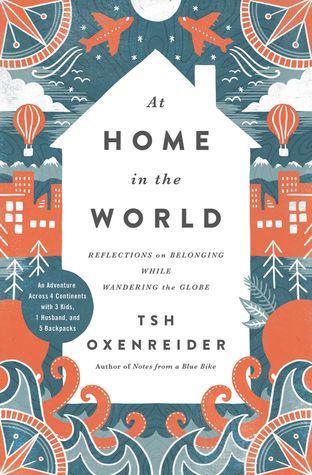 At
HOME
in the
WORLD
REFLECTIONS on BELONGING
WHILE
WANDERING the GLOBE
An Adventure
Across 4 Continents
with 3 Kids,
1 Husband, and
5 Backpacks
TSH
OXENREIDER
Author of Notes from a Blue Bike